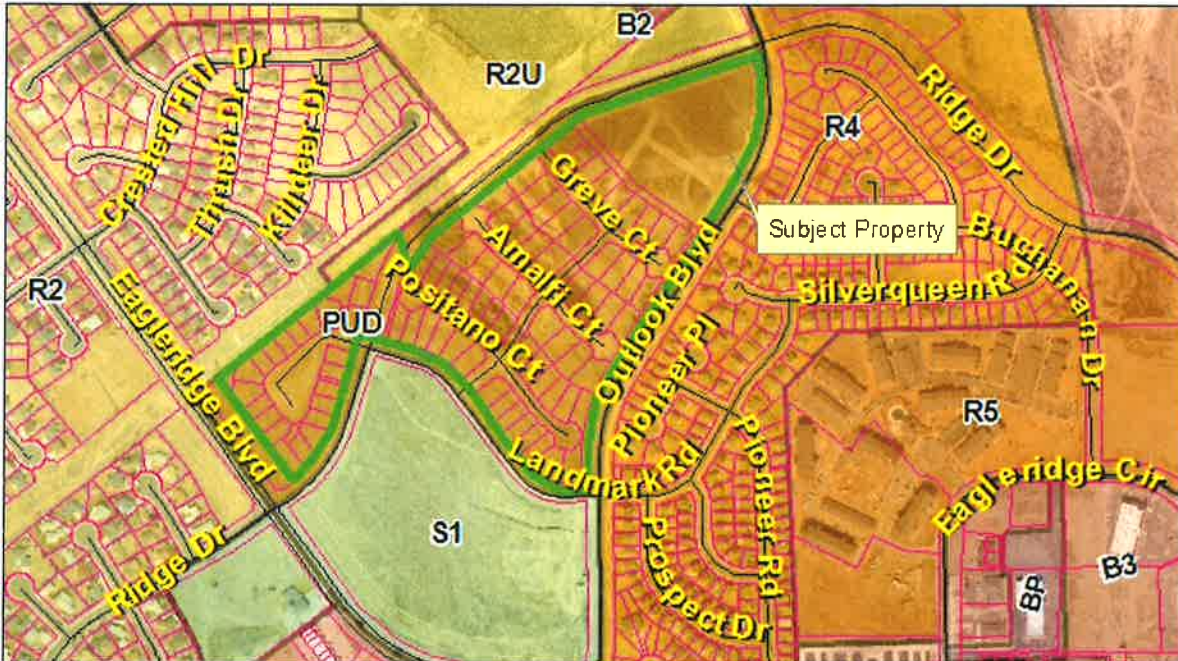 B2
R2U
Crested Hill Dr
Thrush Dr
Killdeer Dr
Ridge Dr
R4
Greve Ct
Subject Property
Amalfi Ct
Outlook Blvd
Buchanan Dr
Silverqueen Rd
R2
Eagleridge Blvd
PUD
Positano Ct
Pioneer Pl
R5
Landmark Rd
Pioneer Rd
Eagleridge Cir
S1
Ridge Dr
Prospect Dr
BP
B3